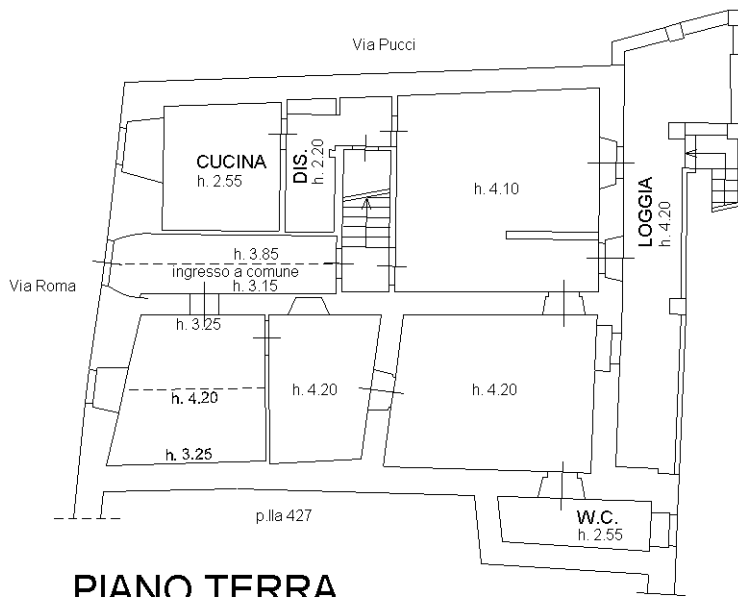 Via Pucci
CUCINA
h. 2.55
DIS.
h. 2.20
h. 4.10
LOGGIA
h. 4.20
h. 3.85
ingresso a comune
h. 3.15
Via Roma
h. 3.25
h. 4.20
h. 3.25
h. 4.20
h. 4.20
p.lla 427
W.C.
h. 2.55
PIANO TERRA